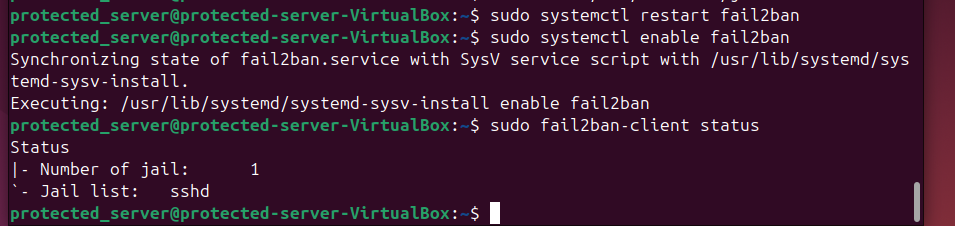 protected_server@protected-server-VirtualBox:~$ sudo systemctl restart fail2ban
protected_server@protected-server-VirtualBox:~$ sudo systemctl enable fail2ban
Synchronizing state of fail2ban.service with SysV service script with /usr/lib/systemd/sys
temd-sysv-install.
Executing: /usr/lib/systemd/systemd-sysv-install enable fail2ban
protected_server@protected-server-VirtualBox:~$ sudo fail2ban-client status
Status
|- Number of jail:      1
`- Jail list:   sshd
protected_server@protected-server-VirtualBox:~$